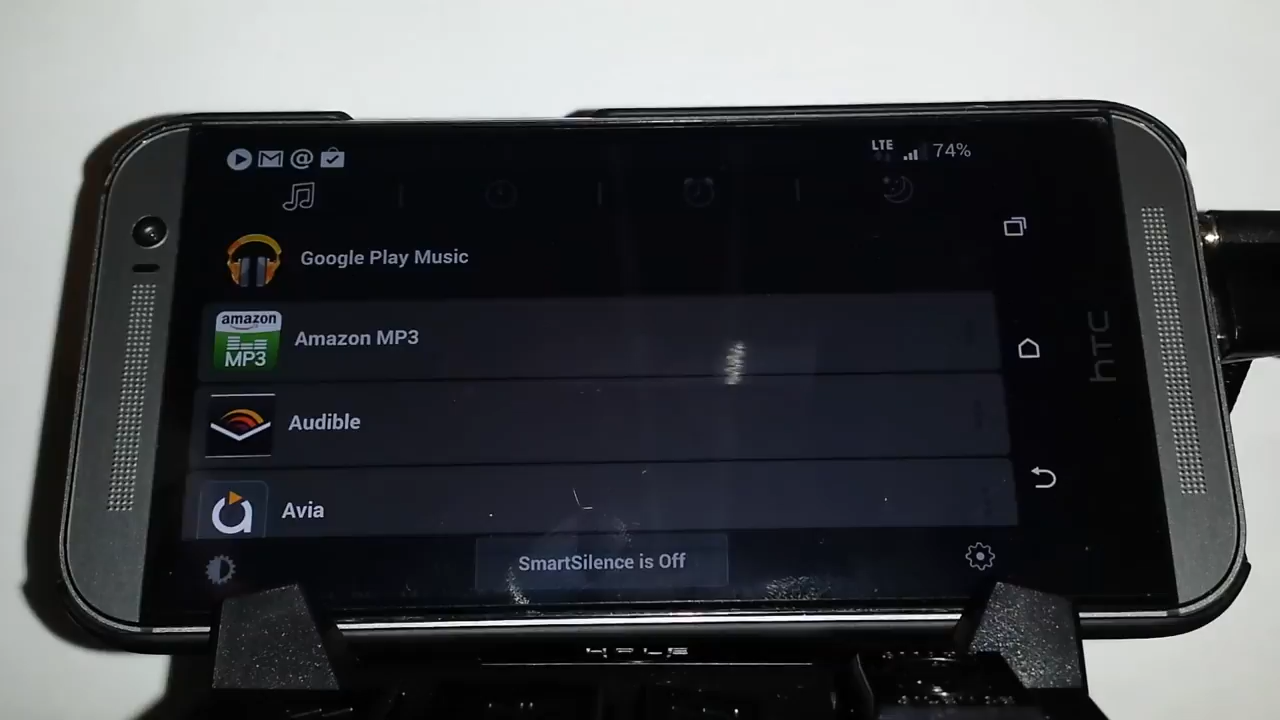 LTE 74%
Google Play Music
amazon
MP3
Amazon MP3
Audible
Avia
SmartSilence is Off
hTC